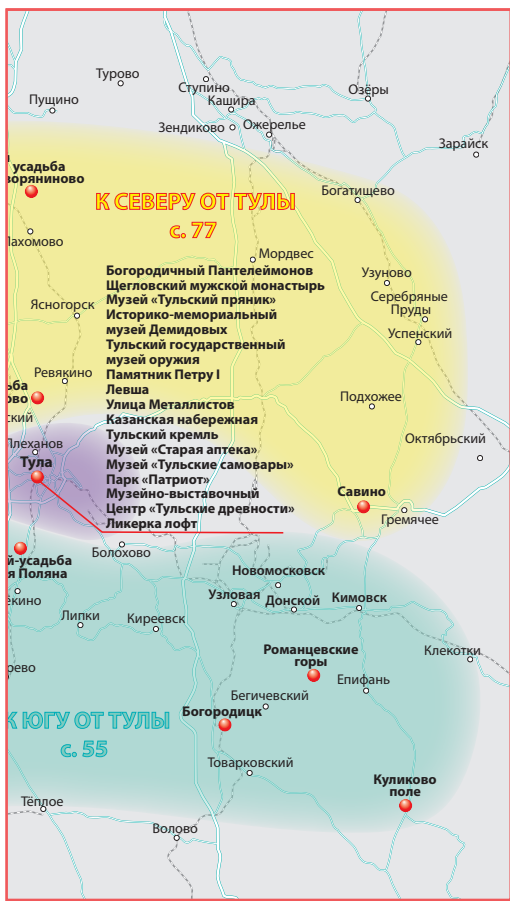 Турово
Ступино
Кашира
Озёры
Пущино
Зендиково
Ожерелье
Зарайск
усадьба
Богатищево
К СЕВЕРУ ОТ ТУЛЫ
с. 77
Мордвес
Богородичный Пантелеймонов
Щегловский мужской монастырь
Музей «Тульский пряник»
Историко-мемориальный
музей Демидовых
Тульский государственный
музей оружия
Памятник Петру I
Левша
Улица Металлистов
Казанская набережная
Тульский кремль
Музей «Старая аптека»
Музей «Тульские самовары»
Парк «Патриот»
Музейно-выставочный
Центр «Тульские древности»
Ликерка лофт
Узуново
Серебряные
Пруды
Успенский
Ясногорск
Ревякино
Подхожее
Октябрьский
Тула
Савино
Гремячее
Болохово
й-усадьба
я Поляна
Новомосковск
Узловая
Донской
Кимовск
Липки
Киреевск
Клекотки
Романцевские
горы
Епифань
Бегичевский
Богородицк
К ЮГУ ОТ ТУЛЫ
с. 55
Товарковский
Куликово
поле
Тёплое
Волово